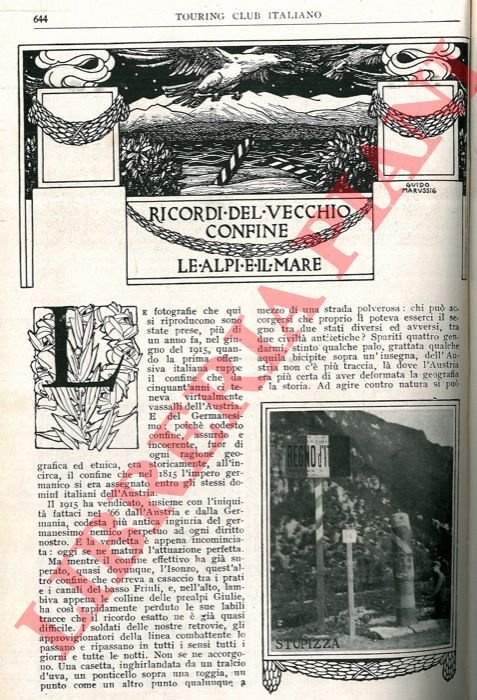 644
TOURING CLUB ITALIANO
GUIDO
MARUSSIG
RICORDI·DEL·VECCHIO
CONFINE
LE·ALPI·E·IL·MARE
LE fotografie che qui
si riproducono sono
state prese, più di
un anno fa, nel giu-
gno del 1915, quando
la prima offen-
siva italiana ruppe
il confine che da
cinquant'anni ci te-
neva virtualmente
vassalli dell'Austria.
E del Germanesi-
mo: poichè codesto
confine, assurdo e
incoerente, fuor di
ogni ragione geo-
grafica ed etnica, era storicamente, all'in-
circa, il confine che nel 1815 l'impero ger-
manico si era assegnato entro gli stessi do-
mini italiani dell'Austria.
Il 1915 ha vendicato, insieme con l'iniqui-
tà fattaci nel '66 dall'Austria e dalla Ger-
mania, codesta più antica ingiuria del ger-
manesimo, nemico perpetuo ad ogni diritto
nostro. E la vendetta è appena incomincia-
ta: oggi se ne matura l'attuazione perfetta.
Ma mentre il confine effettivo ha già su-
perato, quasi dovunque, l'Isonzo, quest'al-
tro confine che correva a casaccio tra i prati
e i canali del basso Friuli, e, nell'alto, lam-
biva appena le colline delle prealpi Giulie,
ha così rapidamente perduto le sue labili
tracce che il ricordo esatto ne è già quasi
difficile. I soldati delle nostre retrovie, gli
approvigionatori della linea combattente lo
passano e ripassano in tutti i sensi tutti i
giorni e tutte le notti. Non se ne accorgo-
no. Una casetta, inghirlandata da un tralcio
d'uva, un ponticello sopra una roggia, un
punto come un altro punto qualunque a
mezzo di una strada polverosa: chi può ac-
corgersi che proprio lì poteva esserci il se-
gno tra due stati diversi ed avversi, tra
due civiltà antitetiche? Spariti quattro gen-
darmi, stinto qualche palo, grattata qualche
aquila bicipite sopra un'insegna, dell'Au-
stria non c'è più traccia, là dove l'Austria
era più certa di aver deformata la geografia
e la storia. Ad agire contro natura si può
REGNO D'I
STUPIZZA
LIBRERIA PIANI